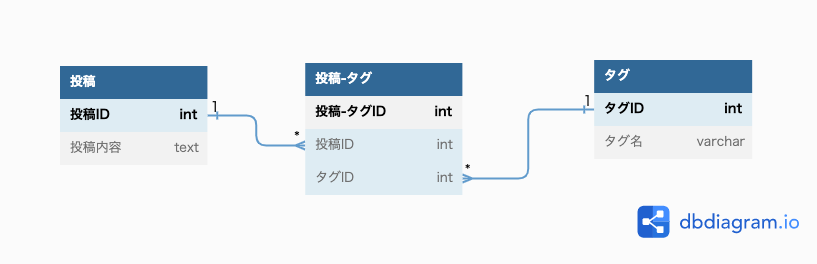 投稿
投稿ID int
投稿内容 text
1
*
投稿-タグ
投稿-タグID int
投稿ID int
タグID int
*
1
タグ
タグID int
タグ名 varchar
dbdiagram.io